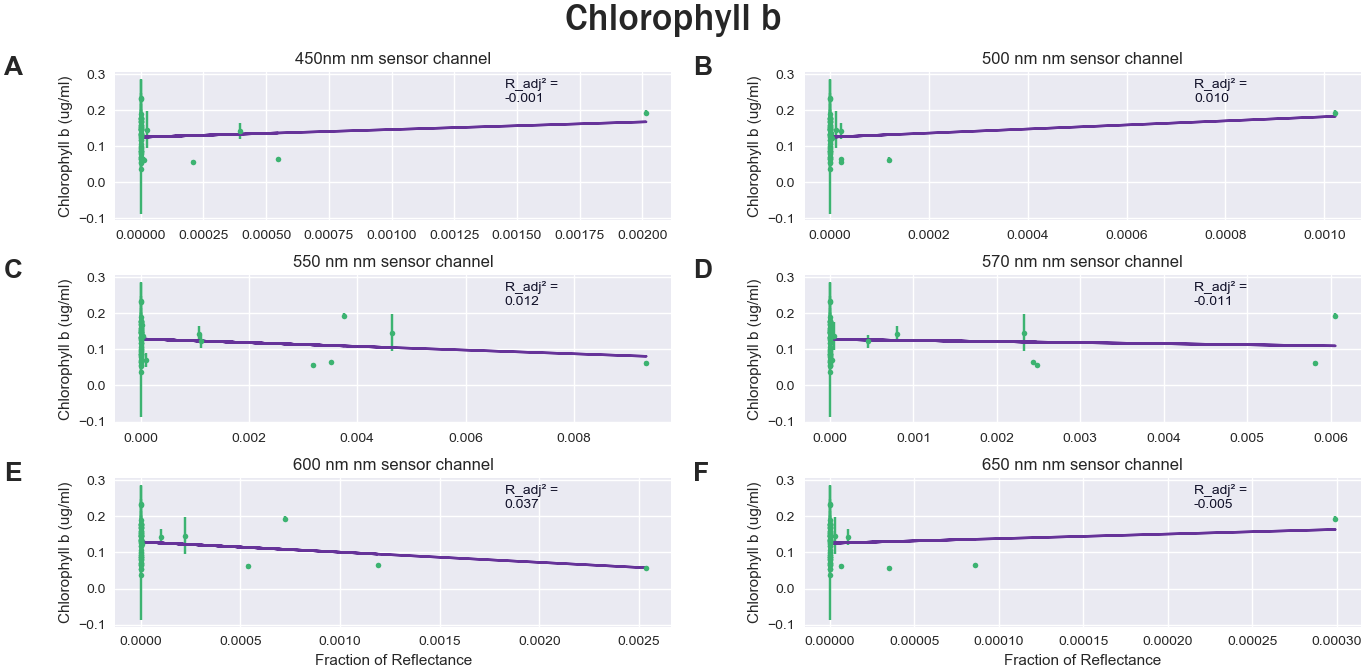 Chlorophyll b
A
450nm nm sensor channel
Chlorophyll b (ug/ml)
0.3
0.2
0.1
0.0
−0.1
R_adj² =
-0.001
0.00000 0.00025 0.00050 0.00075 0.00100 0.00125 0.00150 0.00175 0.00200
B
500 nm nm sensor channel
Chlorophyll b (ug/ml)
0.3
0.2
0.1
0.0
−0.1
R_adj² =
0.010
0.0000 0.0002 0.0004 0.0006 0.0008 0.0010
C
550 nm nm sensor channel
Chlorophyll b (ug/ml)
0.3
0.2
0.1
0.0
−0.1
R_adj² =
0.012
0.000 0.002 0.004 0.006 0.008
D
570 nm nm sensor channel
Chlorophyll b (ug/ml)
0.3
0.2
0.1
0.0
−0.1
R_adj² =
-0.011
0.000 0.001 0.002 0.003 0.004 0.005 0.006
E
600 nm nm sensor channel
Chlorophyll b (ug/ml)
0.3
0.2
0.1
0.0
−0.1
R_adj² =
0.037
0.0000 0.0005 0.0010 0.0015 0.0020 0.0025
Fraction of Reflectance
F
650 nm nm sensor channel
Chlorophyll b (ug/ml)
0.3
0.2
0.1
0.0
−0.1
R_adj² =
-0.005
0.00000 0.00005 0.00010 0.00015 0.00020 0.00025 0.00030
Fraction of Reflectance